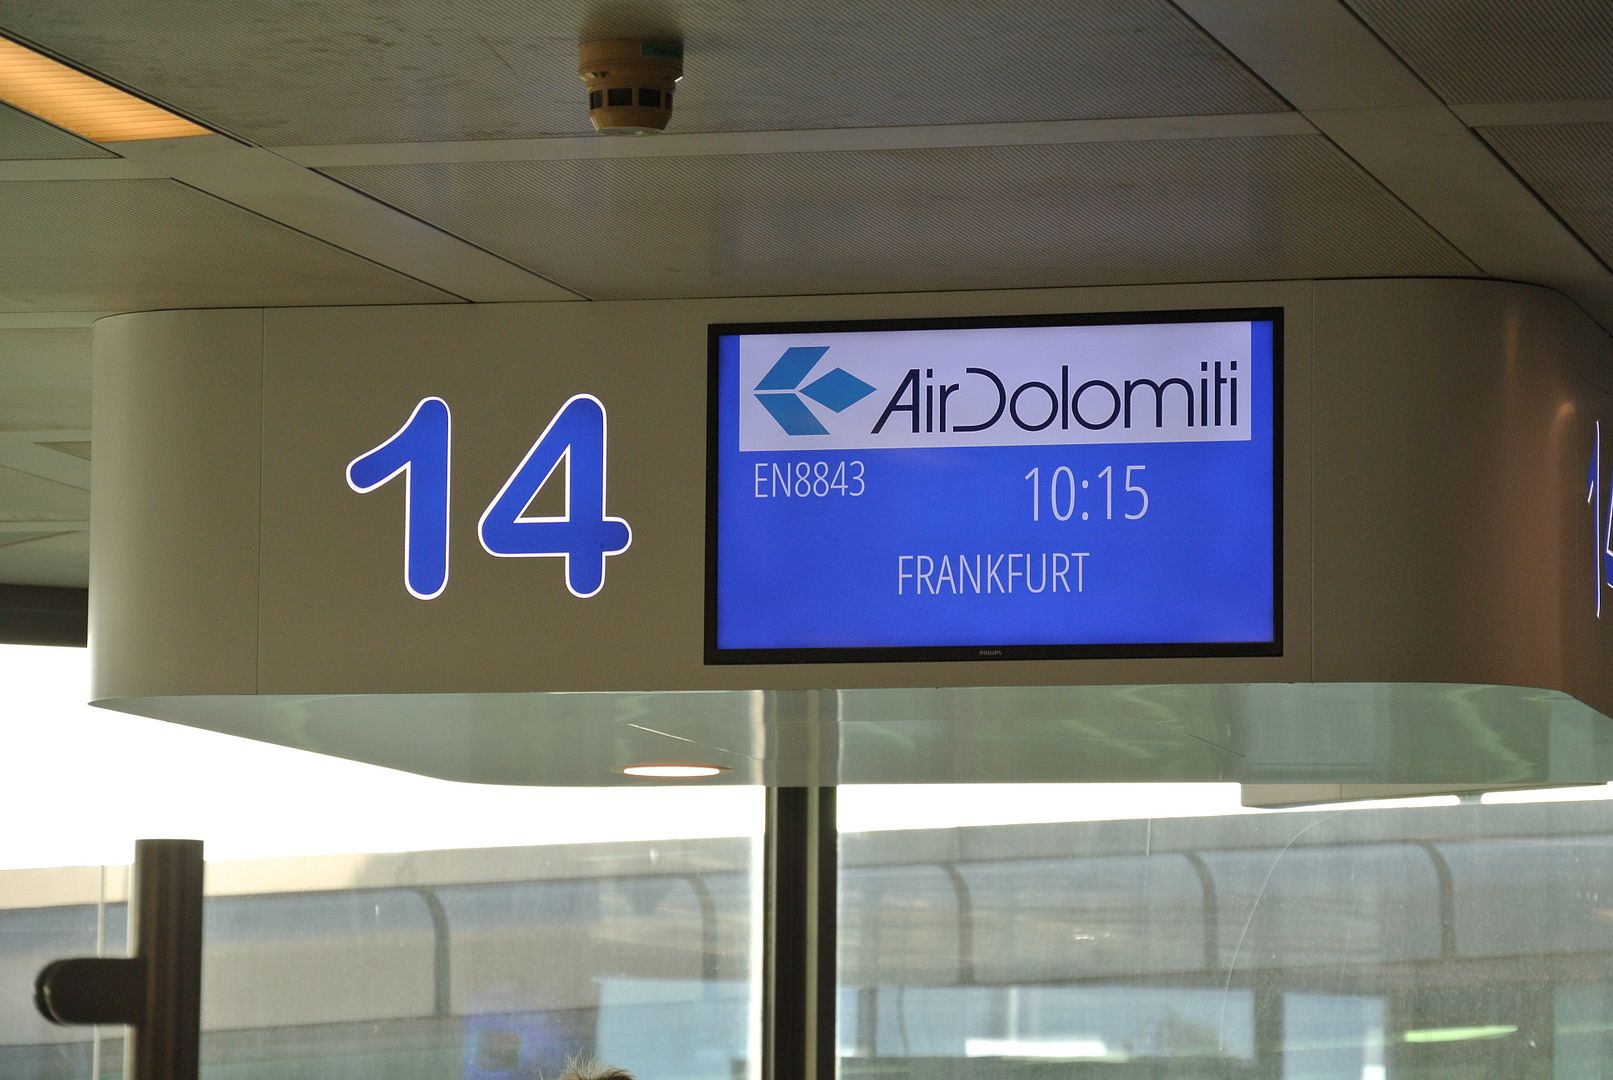 14
AirDolomiti
EN8843 10:15
FRANKFURT
PHILIPS